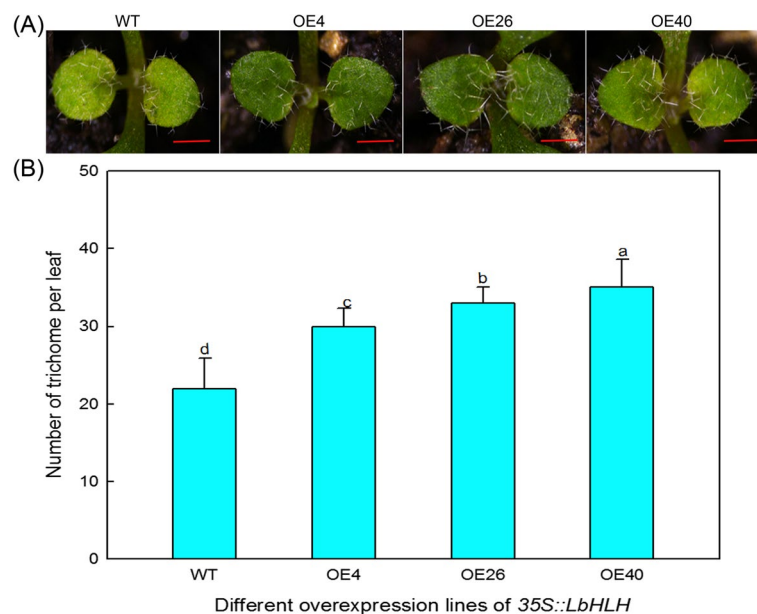 (A)
WT OE4 OE26 OE40
(B)
50
40
30
20
10
0
Number of trichome per leaf
d c b a
WT OE4 OE26 OE40
Different overexpression lines of 35S::LbHLH